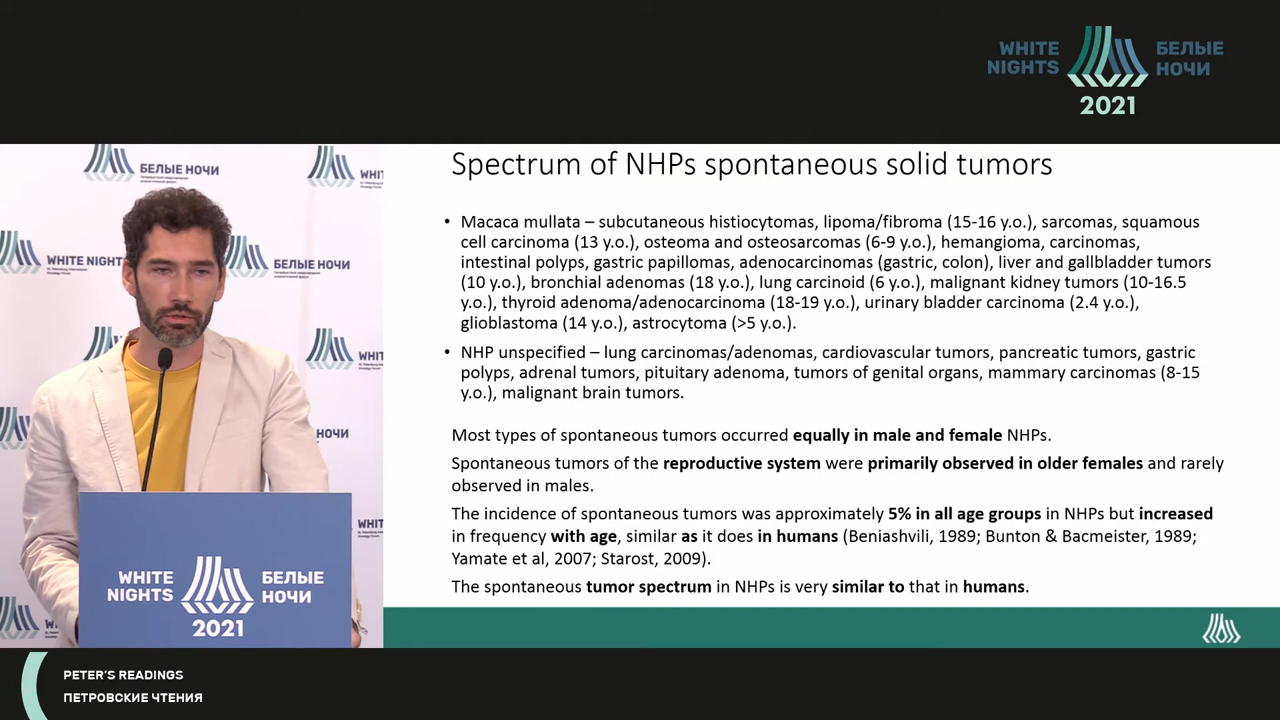 WHITE
NIGHTS
БЕЛЫЕ
НОЧИ
2021
Spectrum of NHPs spontaneous solid tumors
• Macaca mullata – subcutaneous histiocytomas, lipoma/fibroma (15-16 y.o.), sarcomas, squamous
cell carcinoma (13 y.o.), osteoma and osteosarcomas (6-9 y.o.), hemangioma, carcinomas,
intestinal polyps, gastric papillomas, adenocarcinomas (gastric, colon), liver and gallbladder tumors
(10 y.o.), bronchial adenomas (18 y.o.), lung carcinoid (6 y.o.), malignant kidney tumors (10-16.5
y.o.), thyroid adenoma/adenocarcinoma (18-19 y.o.), urinary bladder carcinoma (2.4 y.o.),
glioblastoma (14 y.o.), astrocytoma (>5 y.o.).
• NHP unspecified – lung carcinomas/adenomas, cardiovascular tumors, pancreatic tumors, gastric
polyps, adrenal tumors, pituitary adenoma, tumors of genital organs, mammary carcinomas (8-15
y.o.), malignant brain tumors.
Most types of spontaneous tumors occurred equally in male and female NHPs.
Spontaneous tumors of the reproductive system were primarily observed in older females and rarely
observed in males.
The incidence of spontaneous tumors was approximately 5% in all age groups in NHPs but increased
in frequency with age, similar as it does in humans (Beniashvili, 1989; Bunton & Bacmeister, 1989;
Yamate et al, 2007; Starost, 2009).
The spontaneous tumor spectrum in NHPs is very similar to that in humans.
БЕЛЫЕ НОЧИ
WHIT
WHITE NIGHTS
БЕЛЫЕ НОЧИ
WHIT
НОЧИ
WHIT
WHITE
NIGHTS
БЕЛЫЕ
НОЧИ
2021
PETER'S READINGS
ПЕТРОВСКИЕ ЧТЕНИЯ